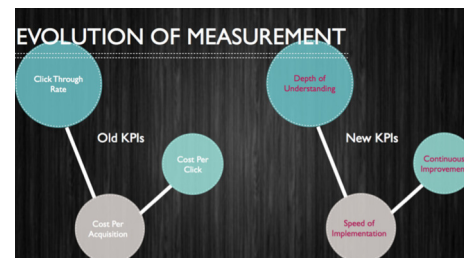 EVOLUTION OF MEASUREMENT
Click Through
Rate
Old KPIs
Cost Per
Click
Cost Per
Acquisition
Depth of
Understanding
New KPIs
Continuous
Improvement
Speed of
Implementation